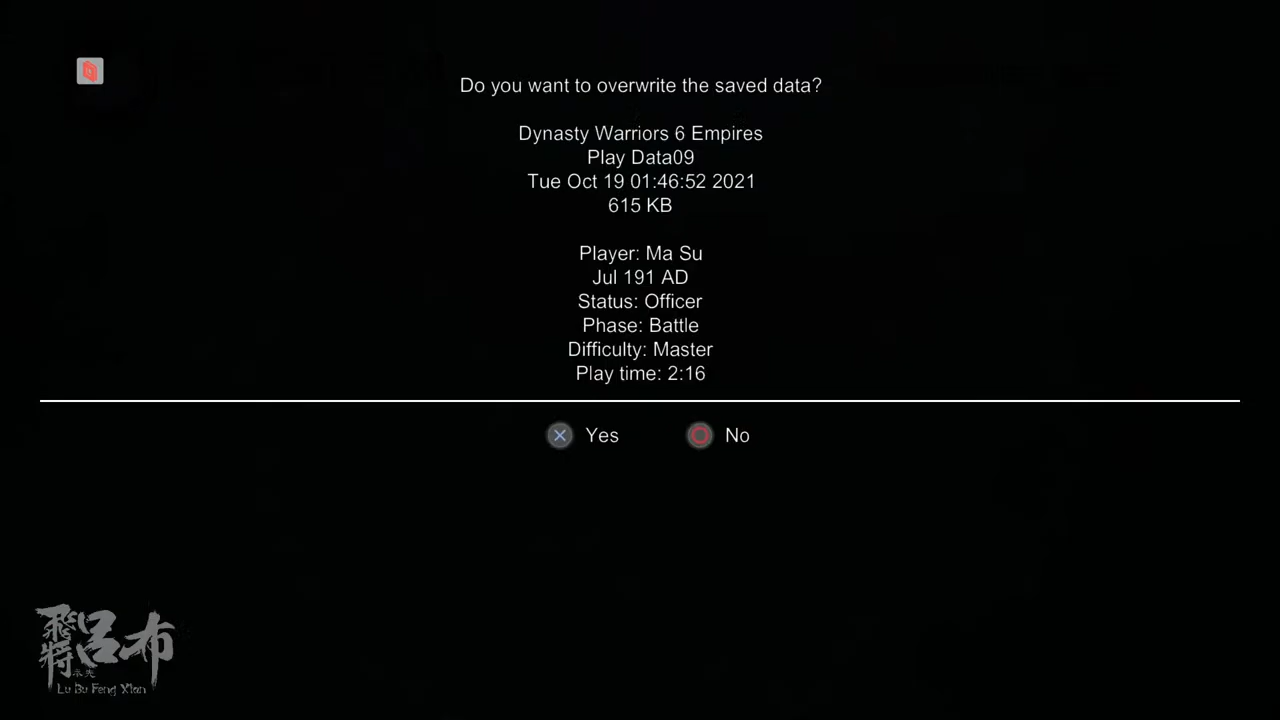 Do you want to overwrite the saved data?
Dynasty Warriors 6 Empires
Play Data09
Tue Oct 19 01:46:52 2021
615 KB
Player: Ma Su
Jul 191 AD
Status: Officer
Phase: Battle
Difficulty: Master
Play time: 2:16
Yes
No
飛將
呂布
Lu Bu Feng Xian